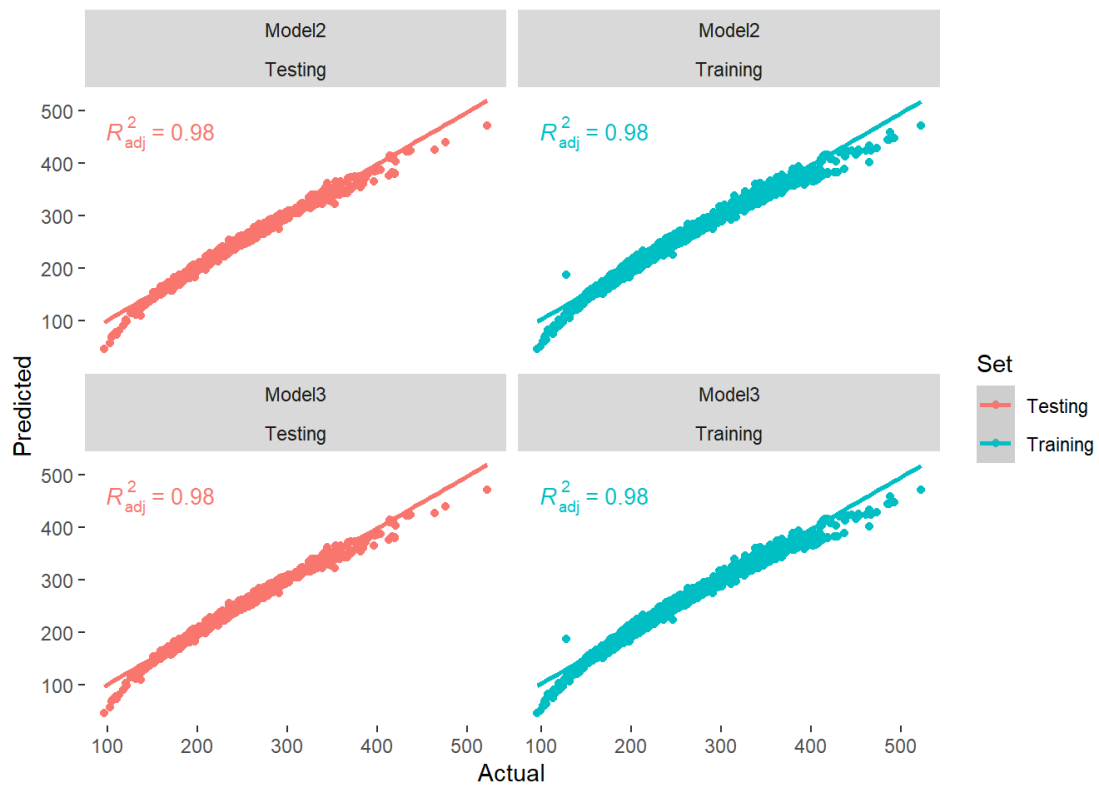 Model2
Testing
Model2
Training
R²adj = 0.98
R²adj = 0.98
500
400
300
200
100
Model3
Testing
Model3
Training
R²adj = 0.98
R²adj = 0.98
500
400
300
200
100
100 200 300 400 500
100 200 300 400 500
Actual
Predicted
Set
Testing
Training